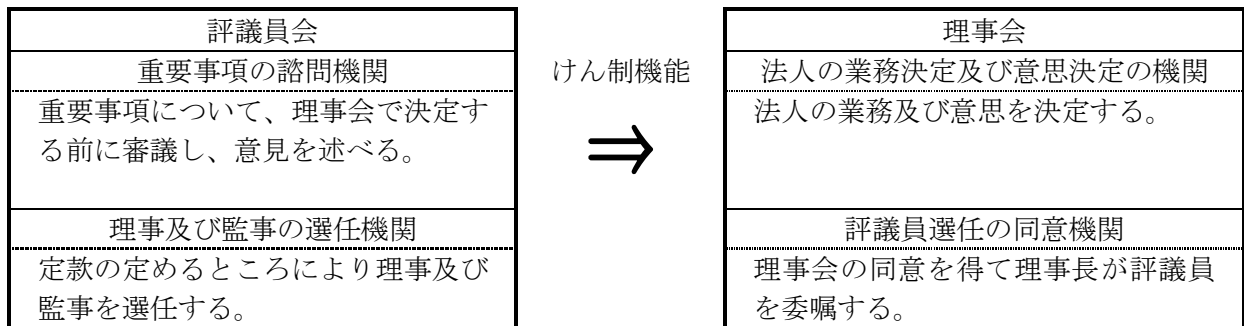 評議員会
重要事項の諮問機関
重要事項について、理事会で決定す
る前に審議し、意見を述べる。
理事及び監事の選任機関
定款の定めるところにより理事及び
監事を選任する。
けん制機能
⇒
理事会
法人の業務決定及び意思決定の機関
法人の業務及び意思を決定する。
評議員選任の同意機関
理事会の同意を得て理事長が評議員
を委嘱する。